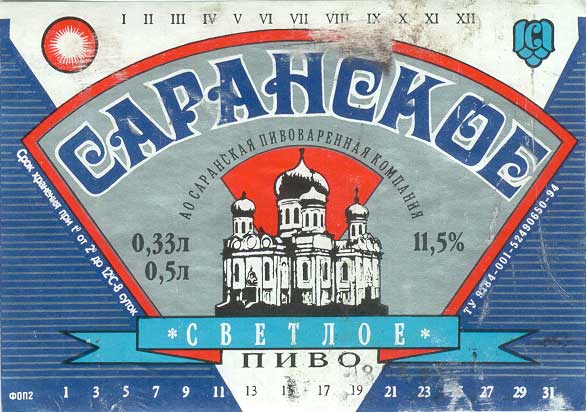 I II III IV V VI VII VIII IX X XI XII
САРАНСКОЕ
АО САРАНСКАЯ ПИВОВАРЕННАЯ КОМПАНИЯ
0,33л
0,5л
11,5%
Срок хранения при t° от 2° до 12°С-8 суток
ТУ 9184-001-52490650-94
*СВЕТЛОЕ*
ПИВО
ФОП2 1 3 5 7 9 11 13 15 19 21 23 25 27 29 31